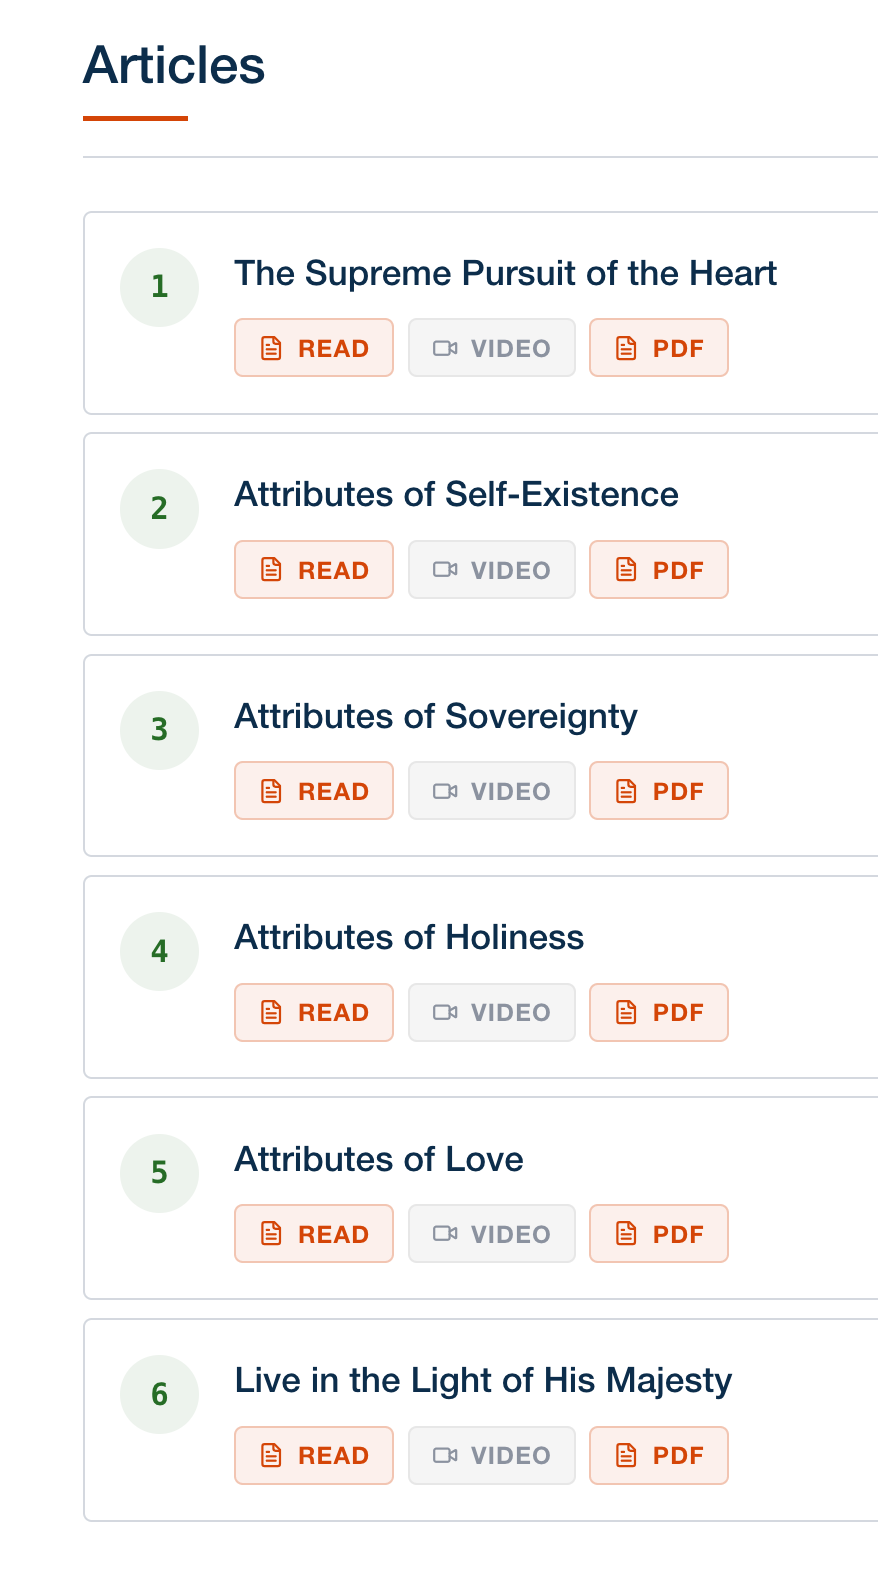 Articles
1
The Supreme Pursuit of the Heart
READ VIDEO PDF
2
Attributes of Self-Existence
READ VIDEO PDF
3
Attributes of Sovereignty
READ VIDEO PDF
4
Attributes of Holiness
READ VIDEO PDF
5
Attributes of Love
READ VIDEO PDF
6
Live in the Light of His Majesty
READ VIDEO PDF